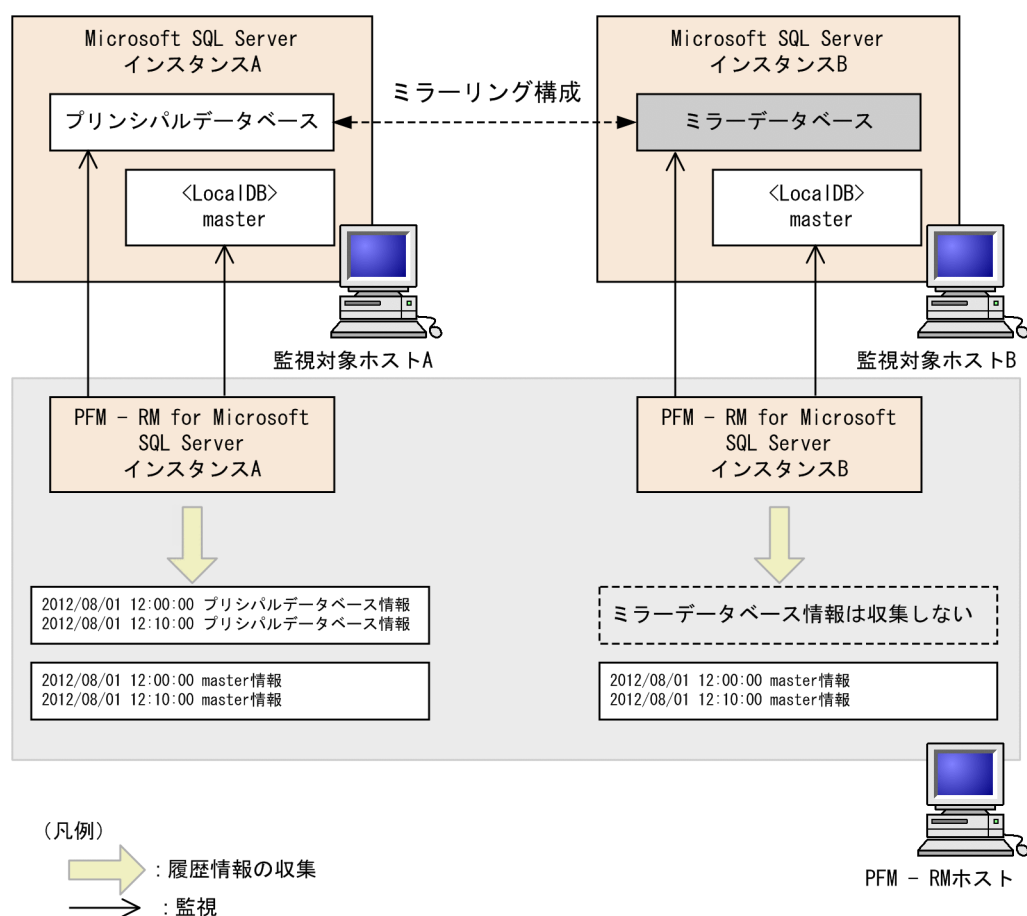 Microsoft SQL Server
インスタンスA
プリンシパルデータベース
<LocalDB>
master
監視対象ホストA
ミラーリング構成
Microsoft SQL Server
インスタンスB
ミラーデータベース
<LocalDB>
master
監視対象ホストB
PFM － RM for Microsoft
SQL Server
インスタンスA
PFM － RM for Microsoft
SQL Server
インスタンスB
2012/08/01 12:00:00 プリシパルデータベース情報
2012/08/01 12:10:00 プリシパルデータベース情報
ミラーデータベース情報は収集しない
2012/08/01 12:00:00 master情報
2012/08/01 12:10:00 master情報
2012/08/01 12:00:00 master情報
2012/08/01 12:10:00 master情報
PFM － RMホスト
（凡例）
：履歴情報の収集
：監視